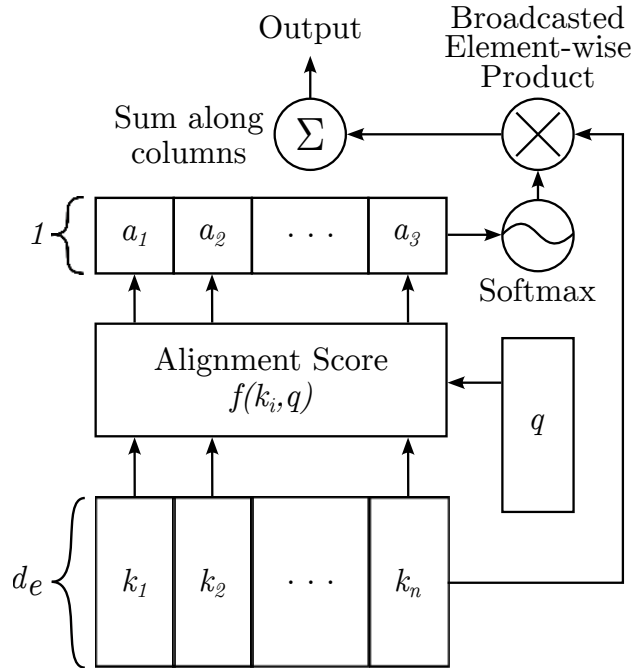 Broadcasted
Element-wise
Product
Output
Sum along
columns
Σ
1
a₁ a₂ · · · a₃
Softmax
Alignment Score
f(kᵢ,q)
q
dₑ
k₁ k₂ · · · kₙ